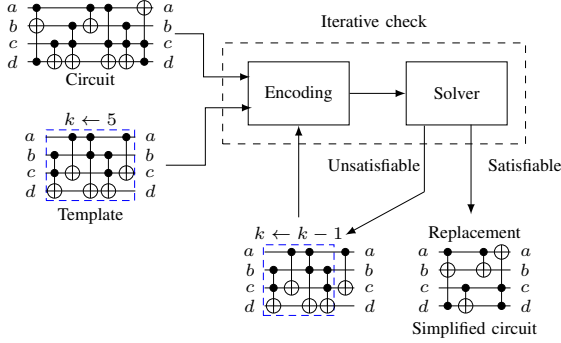 a a
b b
c c
d d
Circuit
Iterative check
Encoding
Solver
k ← 5
a a
b b
c c
d d
Template
Unsatisfiable
Satisfiable
k ← k − 1
a a
b b
c c
d d
Replacement
a a
b b
c c
d d
Simplified circuit